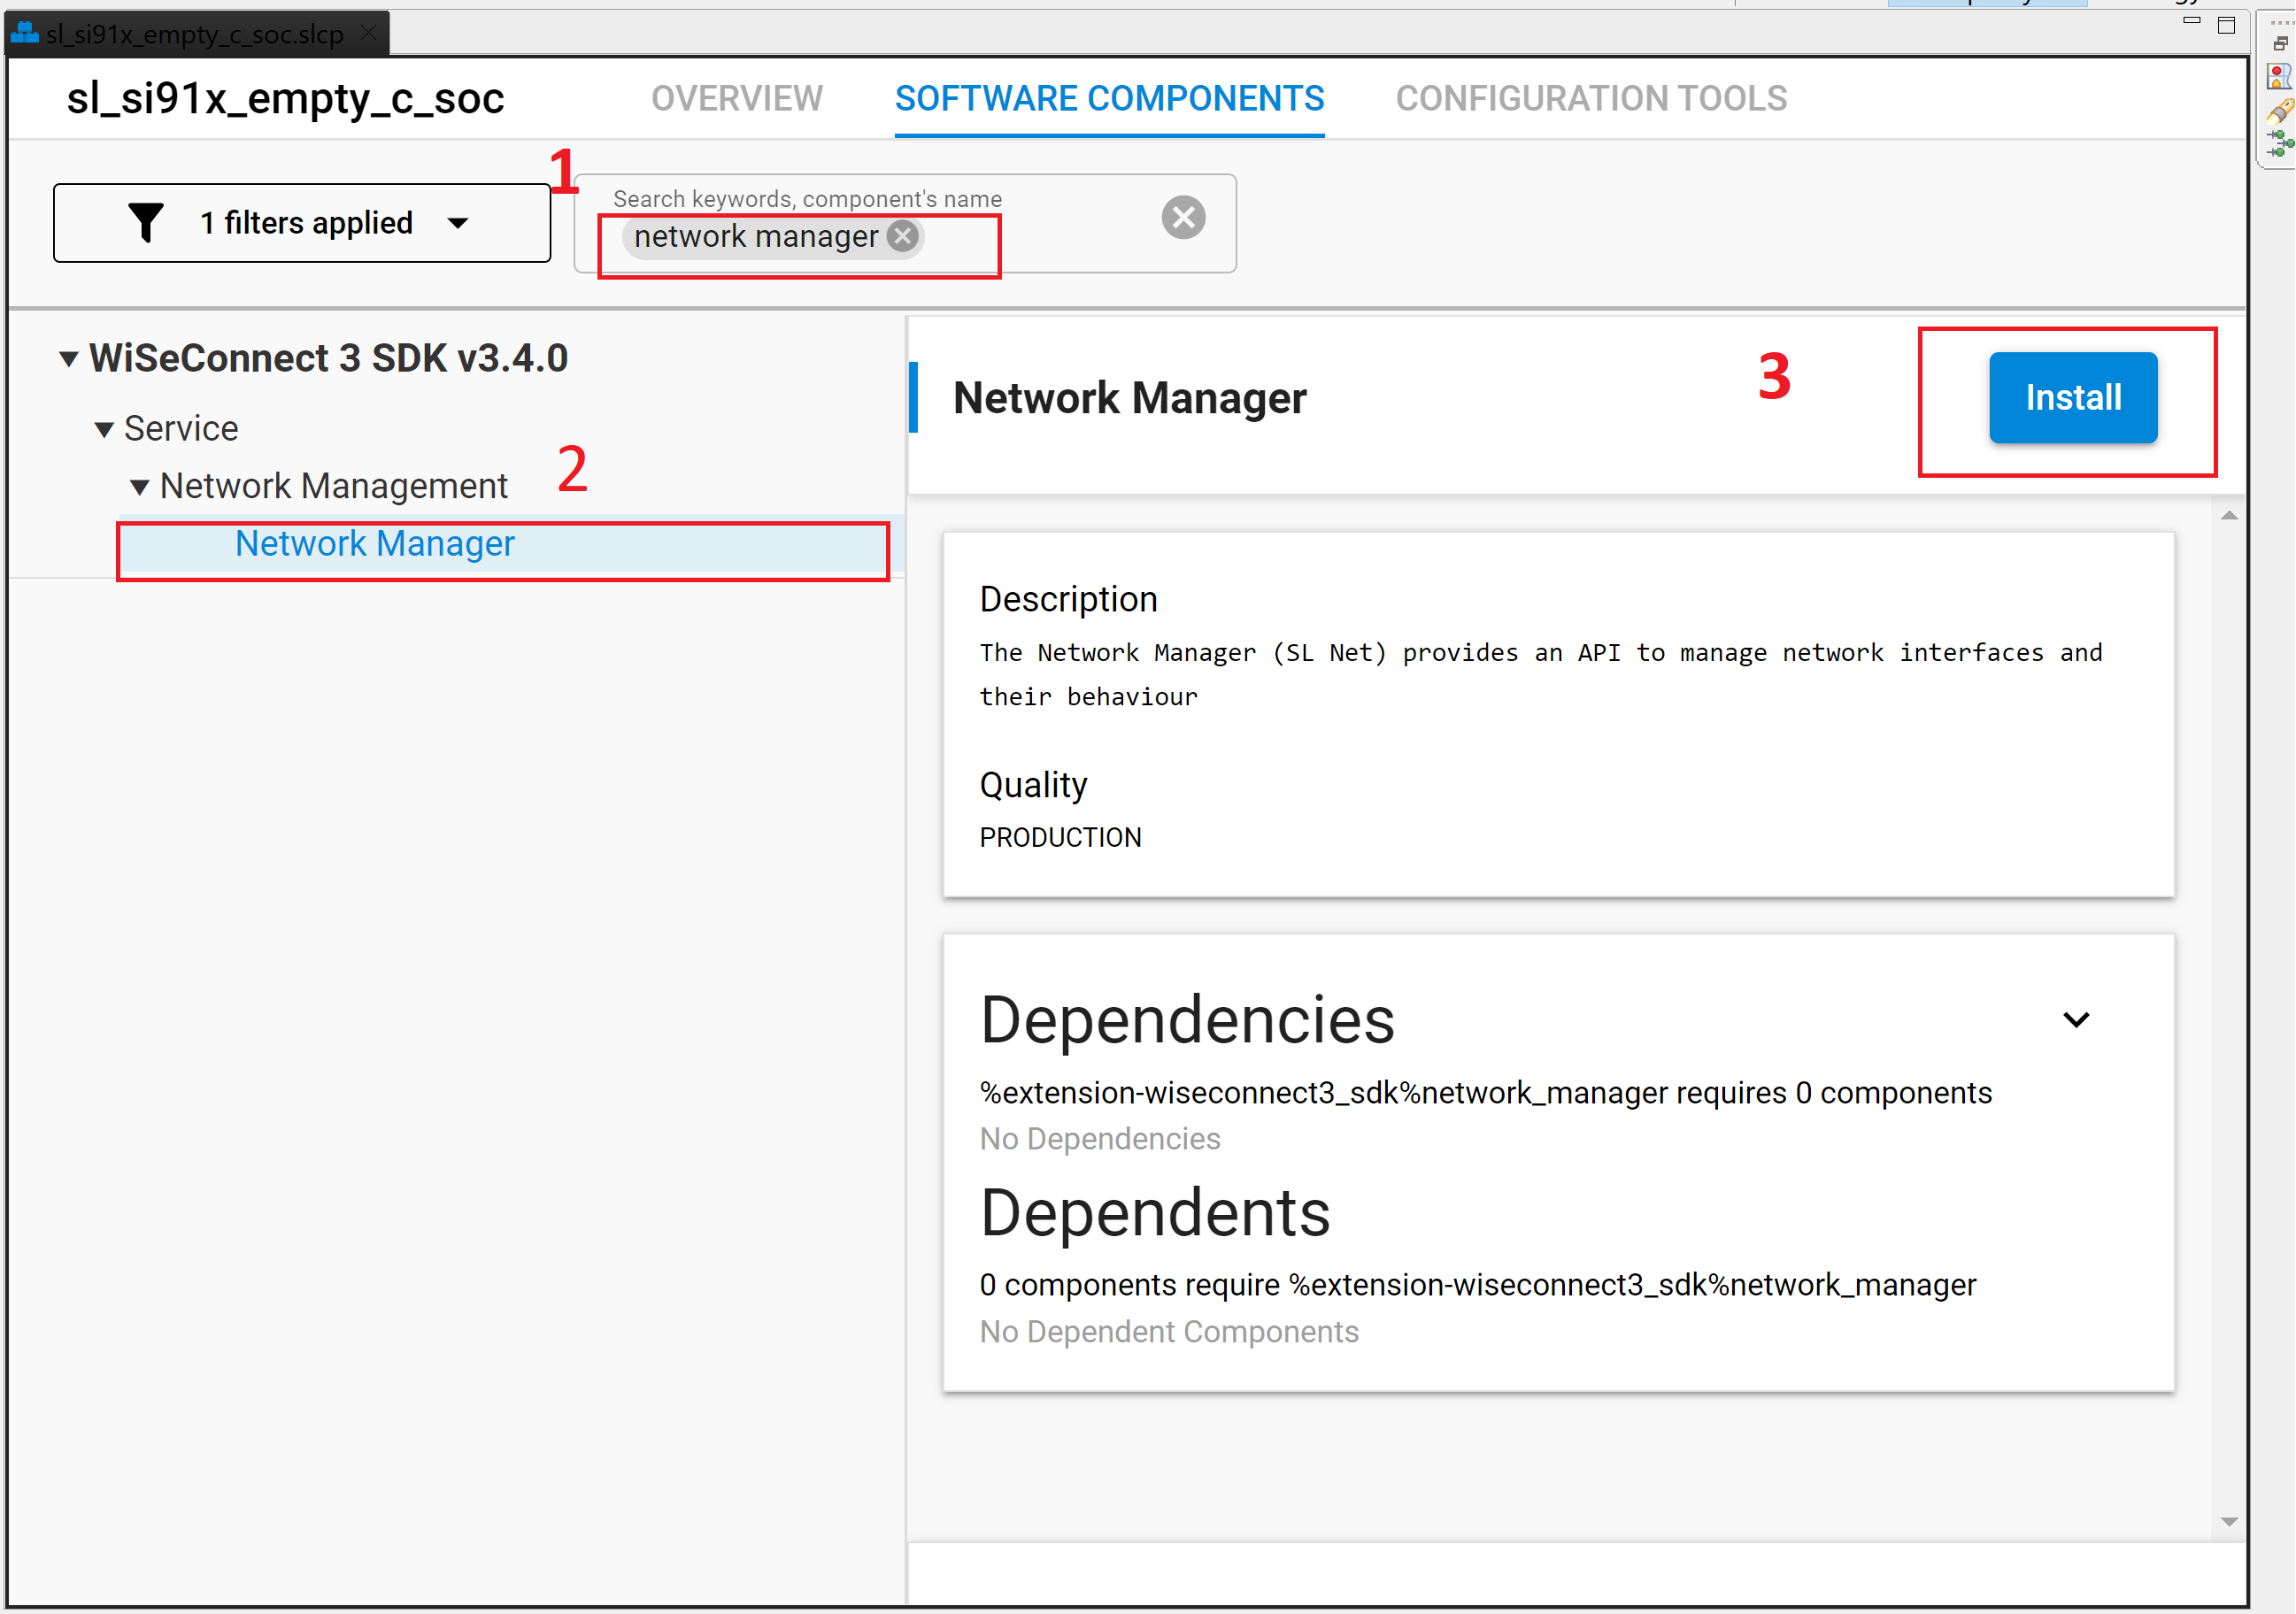 sl_si91x_empty_c_soc.slcp
sl_si91x_empty_c_soc
OVERVIEW
SOFTWARE COMPONENTS
CONFIGURATION TOOLS
1
1 filters applied
Search keywords, component's name
network manager
WiSeConnect 3 SDK v3.4.0
Service
Network Management
2
Network Manager
Network Manager
3
Install
Description
The Network Manager (SL Net) provides an API to manage network interfaces and
their behaviour
Quality
PRODUCTION
Dependencies
%extension-wiseconnect3_sdk%network_manager requires 0 components
No Dependencies
Dependents
0 components require %extension-wiseconnect3_sdk%network_manager
No Dependent Components